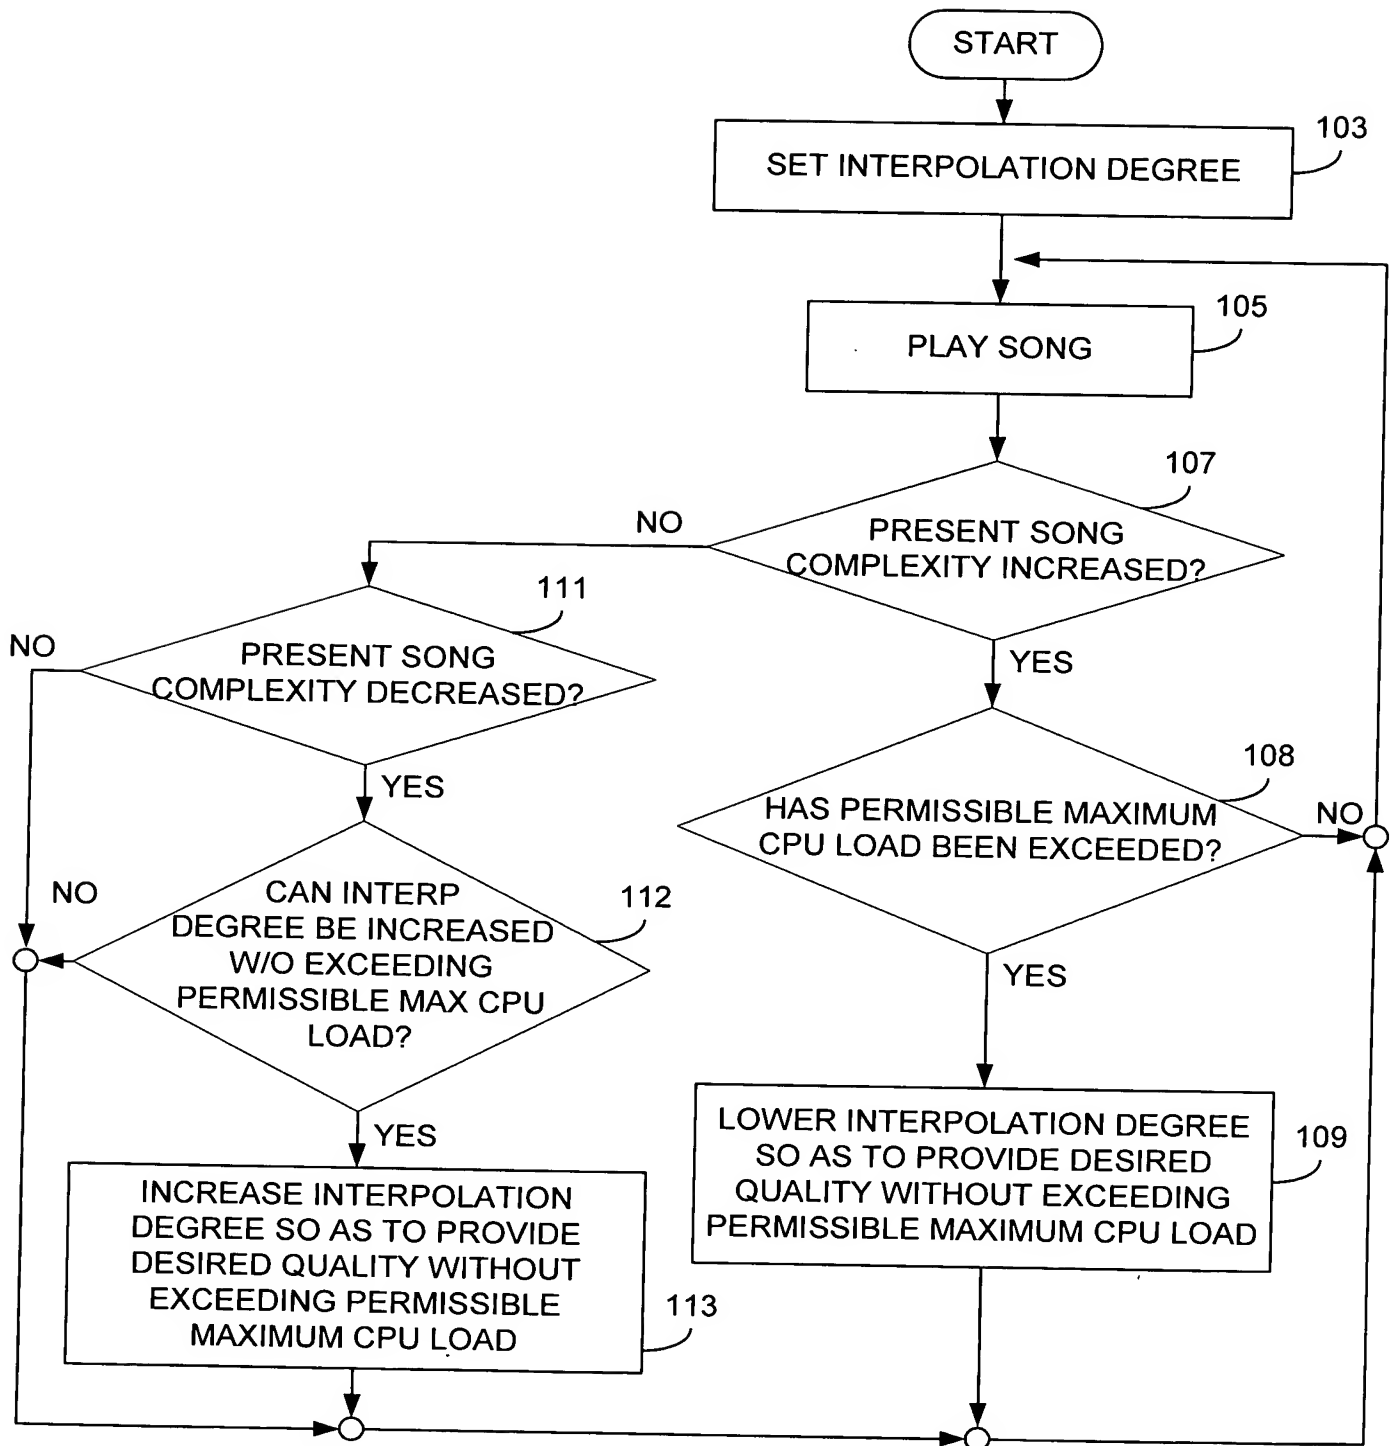 START
103
SET INTERPOLATION DEGREE
105
PLAY SONG
107
NO
PRESENT SONG
COMPLEXITY INCREASED?
111
NO
PRESENT SONG
COMPLEXITY DECREASED?
YES
YES
108
HAS PERMISSIBLE MAXIMUM
CPU LOAD BEEN EXCEEDED?
NO
NO
CAN INTERP
DEGREE BE INCREASED
W/O EXCEEDING
PERMISSIBLE MAX CPU
LOAD?
112
YES
YES
LOWER INTERPOLATION DEGREE
SO AS TO PROVIDE DESIRED
QUALITY WITHOUT EXCEEDING
PERMISSIBLE MAXIMUM CPU LOAD
109
INCREASE INTERPOLATION
DEGREE SO AS TO PROVIDE
DESIRED QUALITY WITHOUT
EXCEEDING PERMISSIBLE
MAXIMUM CPU LOAD
113